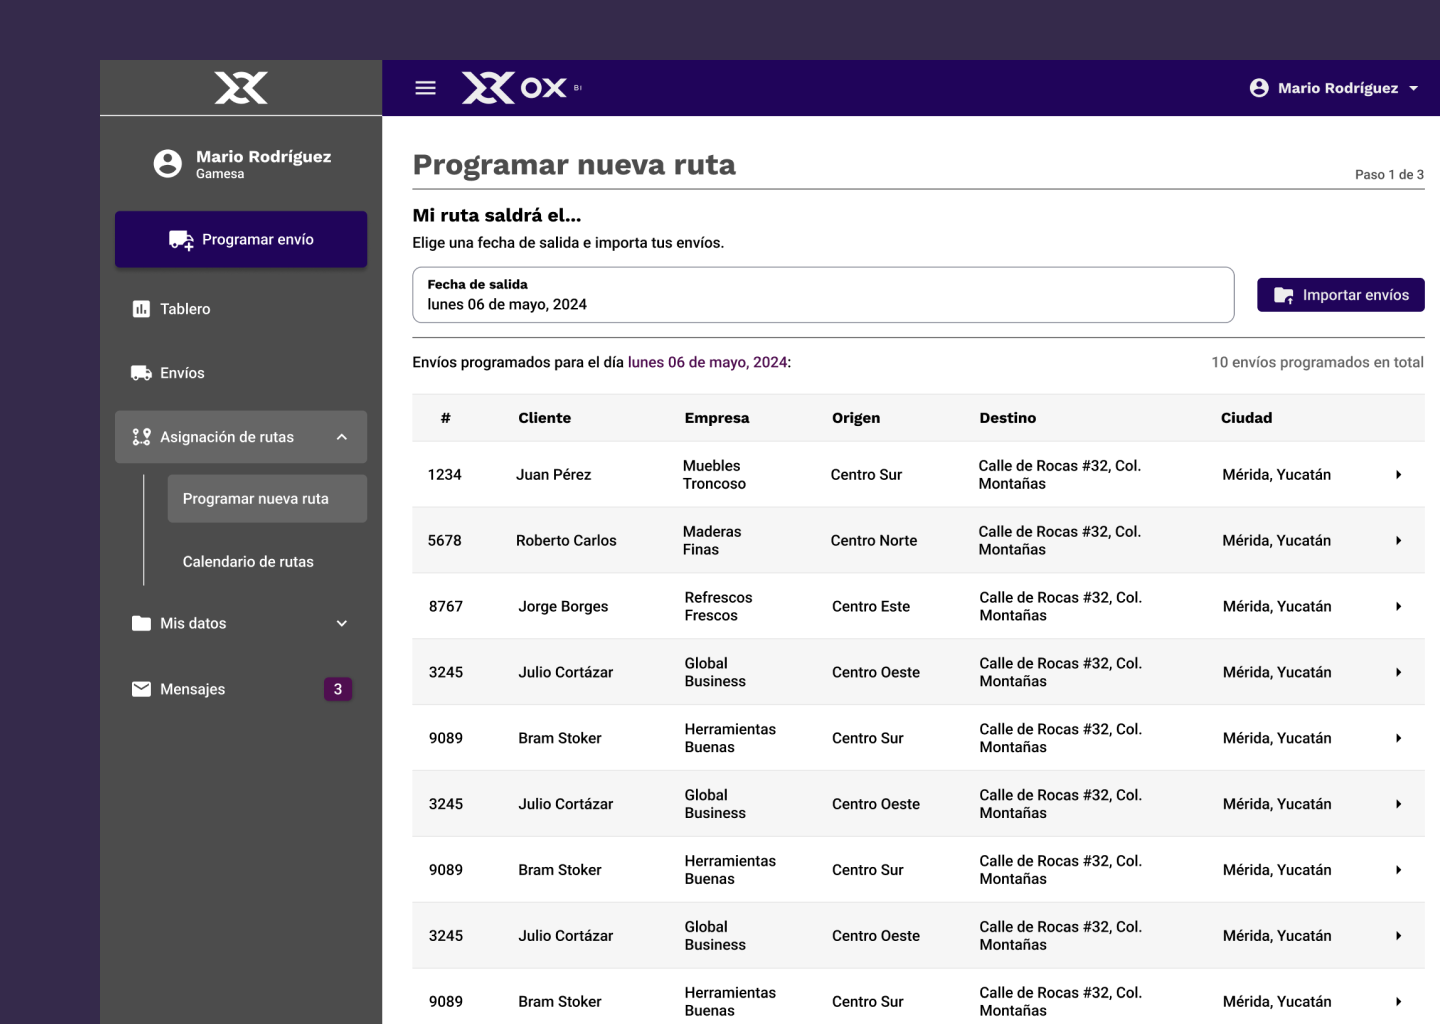 OX BI
Mario Rodríguez
Mario Rodríguez
Gamesa
Programar envío
Tablero
Envíos
Asignación de rutas
Programar nueva ruta
Calendario de rutas
Mis datos
Mensajes 3
Programar nueva ruta
Paso 1 de 3
Mi ruta saldrá el...
Elige una fecha de salida e importa tus envíos.
Fecha de salida
lunes 06 de mayo, 2024
Importar envíos
Envíos programados para el día lunes 06 de mayo, 2024:
10 envíos programados en total
# Cliente Empresa Origen Destino Ciudad
1234 Juan Pérez Muebles Troncoso Centro Sur Calle de Rocas #32, Col. Montañas Mérida, Yucatán
5678 Roberto Carlos Maderas Finas Centro Norte Calle de Rocas #32, Col. Montañas Mérida, Yucatán
8767 Jorge Borges Refrescos Frescos Centro Este Calle de Rocas #32, Col. Montañas Mérida, Yucatán
3245 Julio Cortázar Global Business Centro Oeste Calle de Rocas #32, Col. Montañas Mérida, Yucatán
9089 Bram Stoker Herramientas Buenas Centro Sur Calle de Rocas #32, Col. Montañas Mérida, Yucatán
3245 Julio Cortázar Global Business Centro Oeste Calle de Rocas #32, Col. Montañas Mérida, Yucatán
9089 Bram Stoker Herramientas Buenas Centro Sur Calle de Rocas #32, Col. Montañas Mérida, Yucatán
3245 Julio Cortázar Global Business Centro Oeste Calle de Rocas #32, Col. Montañas Mérida, Yucatán
9089 Bram Stoker Herramientas Buenas Centro Sur Calle de Rocas #32, Col. Montañas Mérida, Yucatán